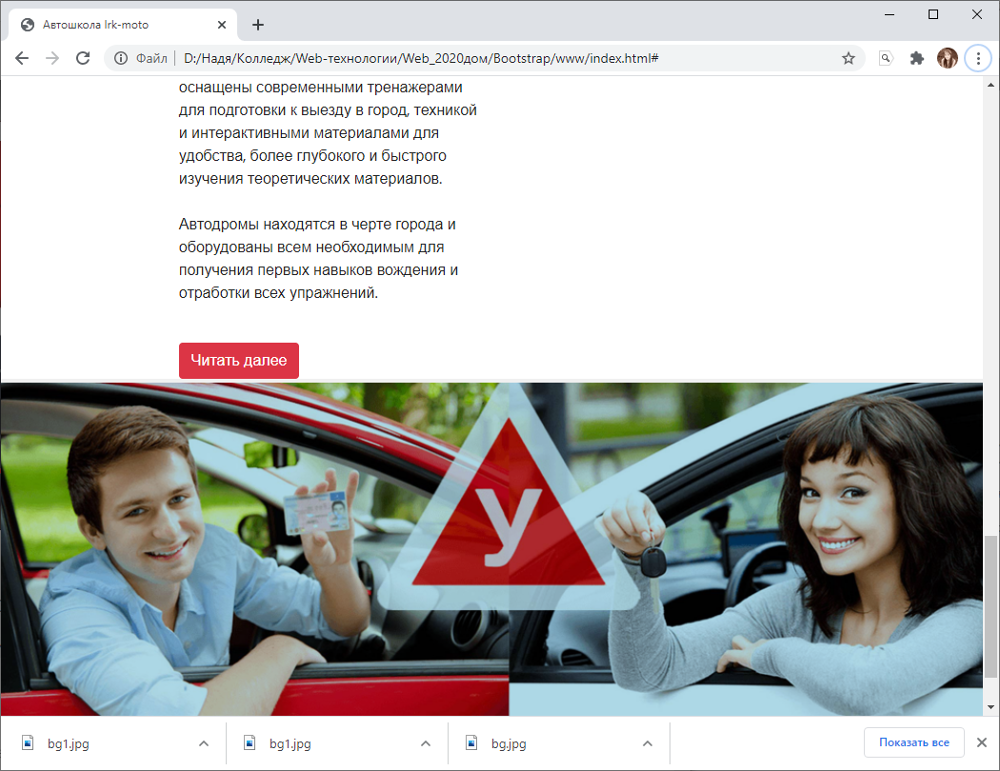 Автошкола Irk-moto
Файл
D:/Надя/Колледж/Web-технологии/Web_2020дом/Bootstrap/www/index.html#
оснащены современными тренажерами
для подготовки к выезду в город, техникой
и интерактивными материалами для
удобства, более глубокого и быстрого
изучения теоретических материалов.
Автодромы находятся в черте города и
оборудованы всем необходимым для
получения первых навыков вождения и
отработки всех упражнений.
Читать далее
У
bg1.jpg
bg1.jpg
bg.jpg
Показать все